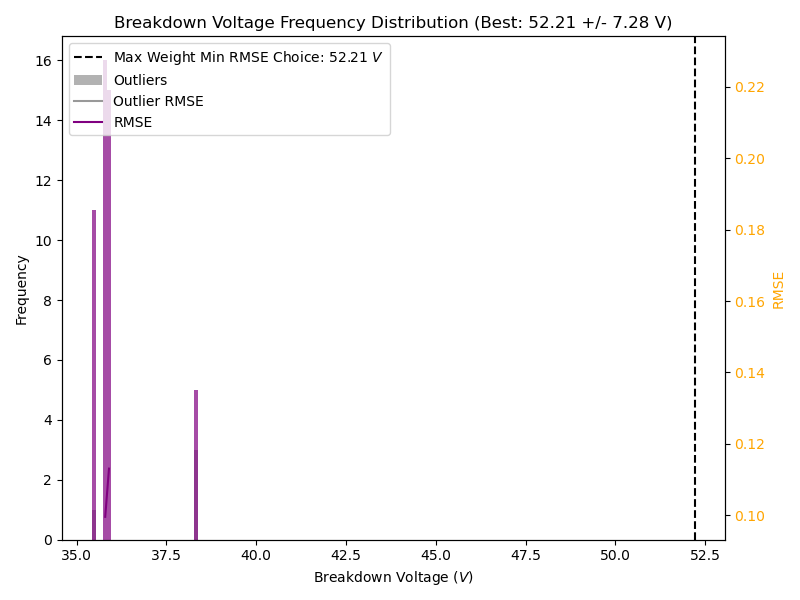 Breakdown Voltage Frequency Distribution (Best: 52.21 +/- 7.28 V)
Max Weight Min RMSE Choice: 52.21 V
Outliers
Outlier RMSE
RMSE
16
14
12
10
8
6
4
2
0
Frequency
0.22
0.20
0.18
0.16
0.14
0.12
0.10
RMSE
35.0 37.5 40.0 42.5 45.0 47.5 50.0 52.5
Breakdown Voltage (V)